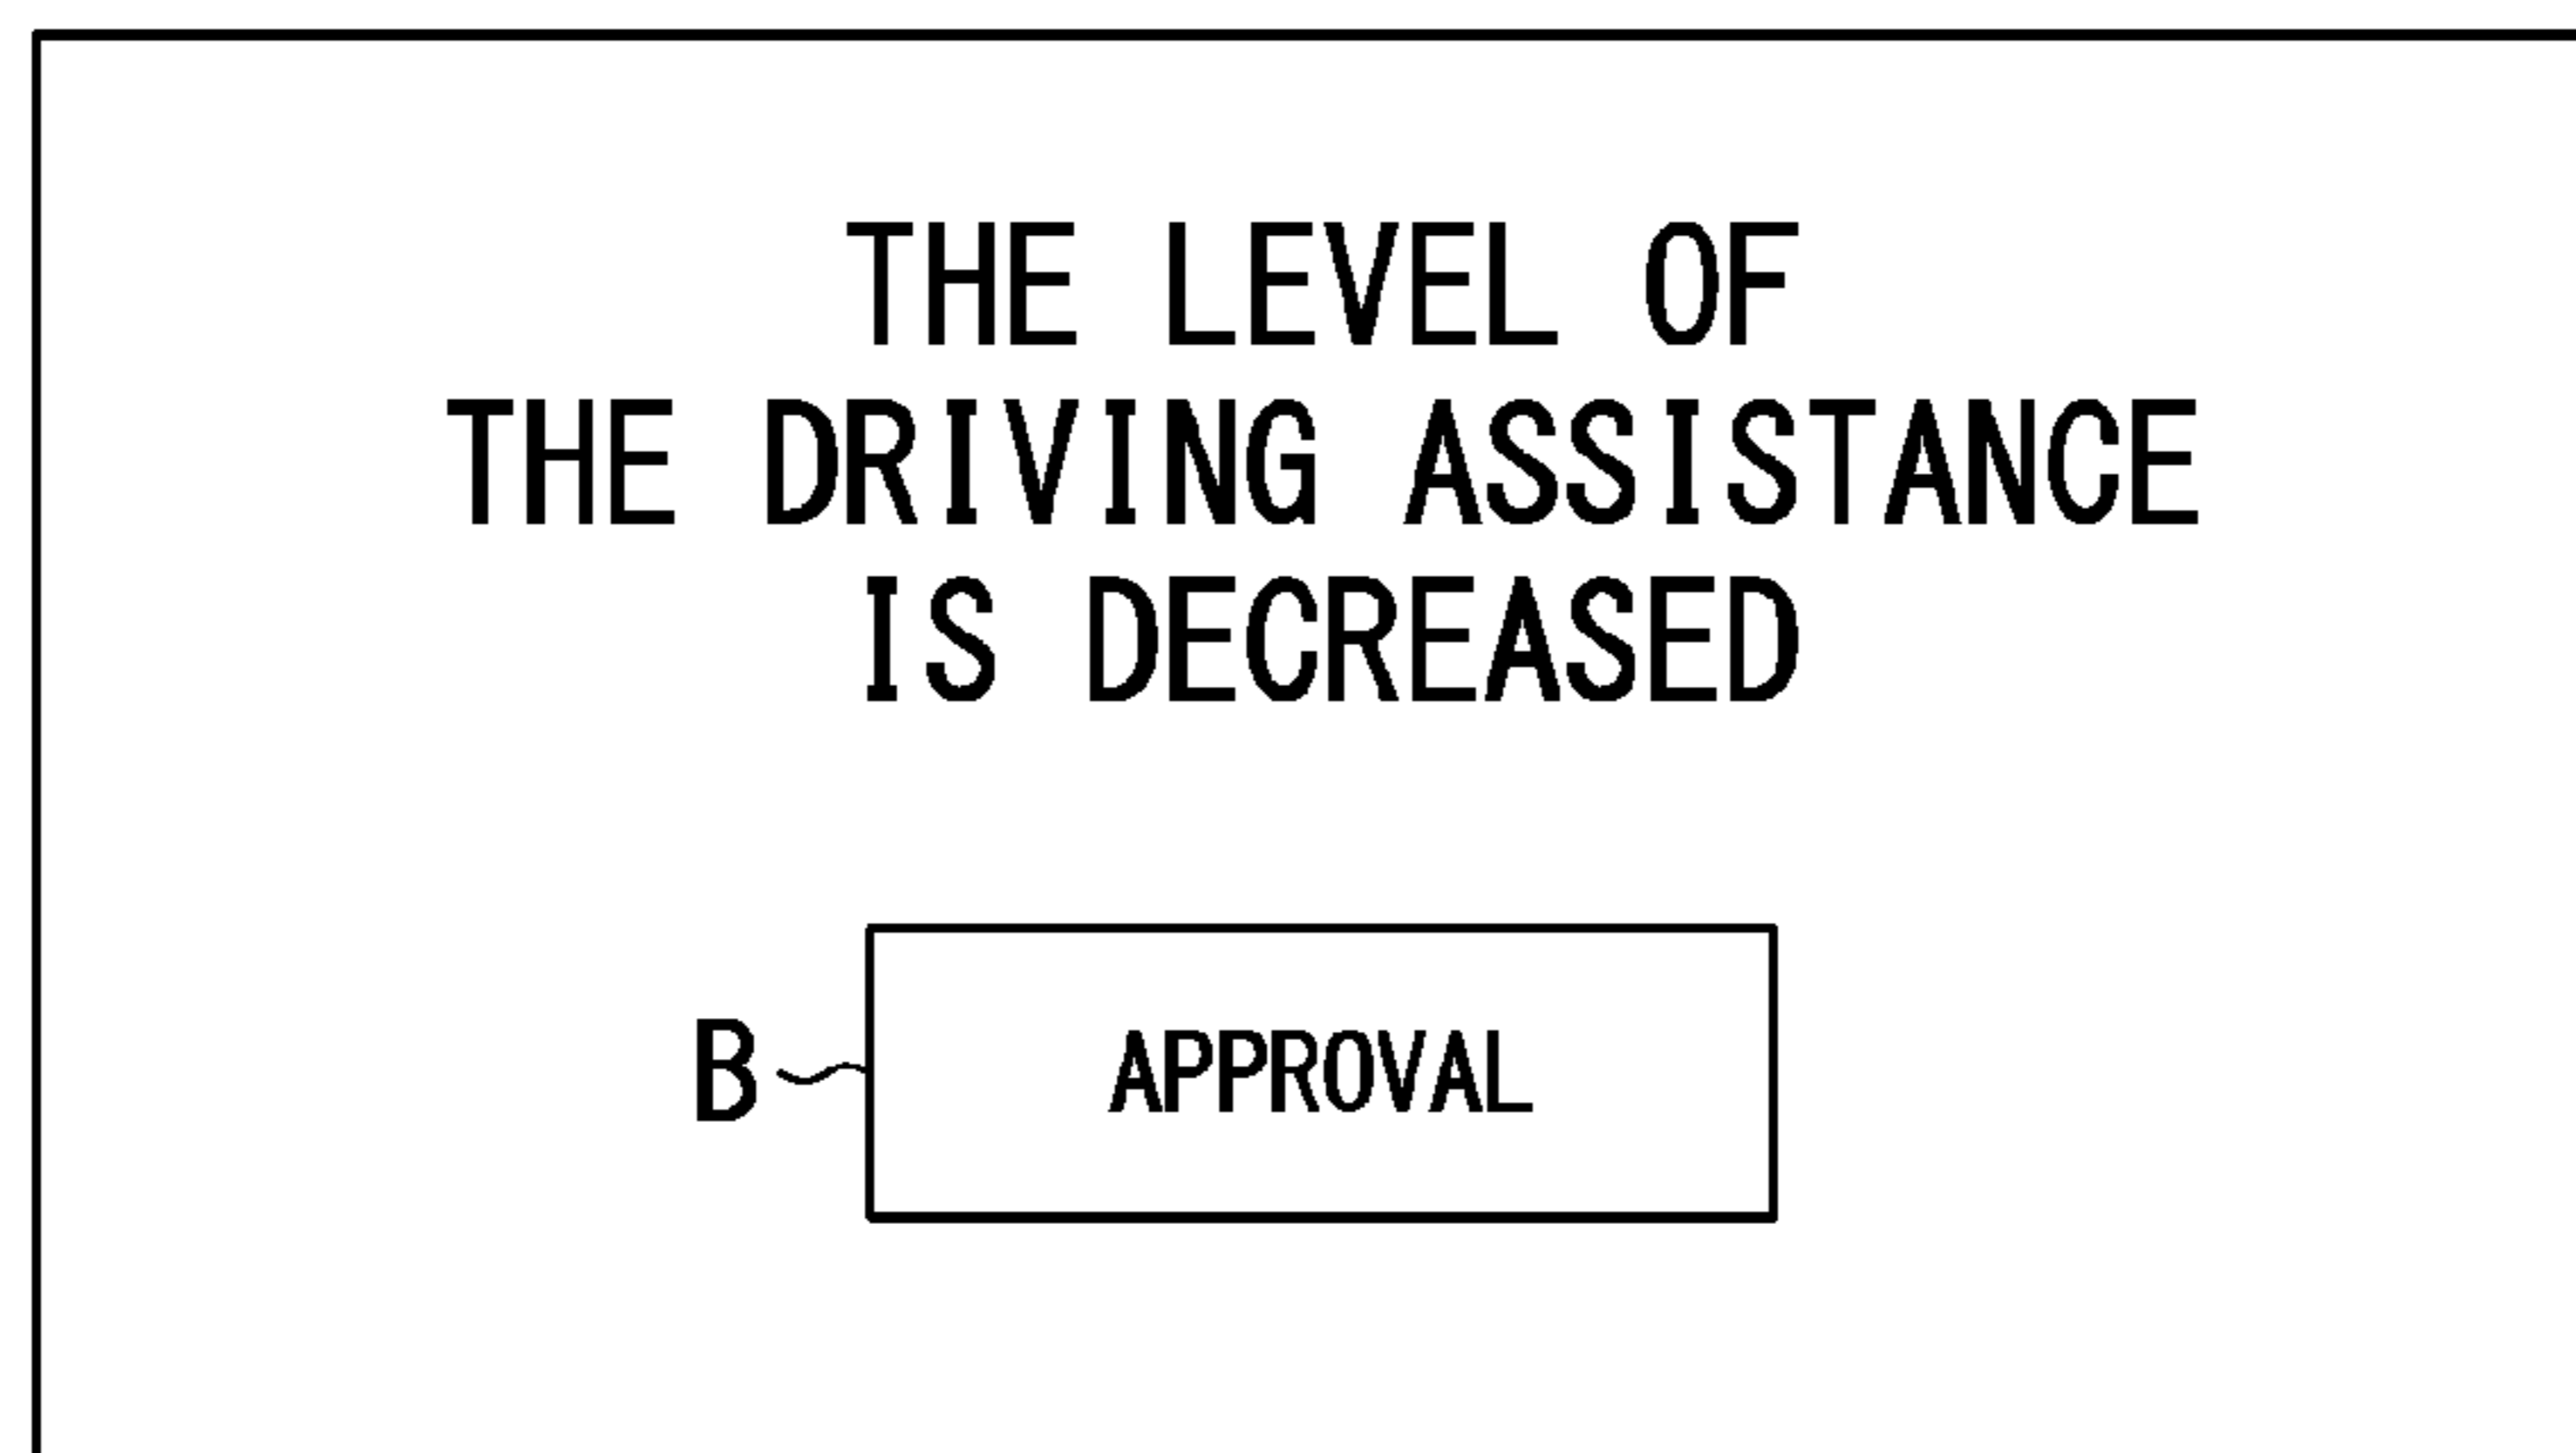 THE LEVEL OF
THE DRIVING ASSISTANCE
IS DECREASED
B
APPROVAL